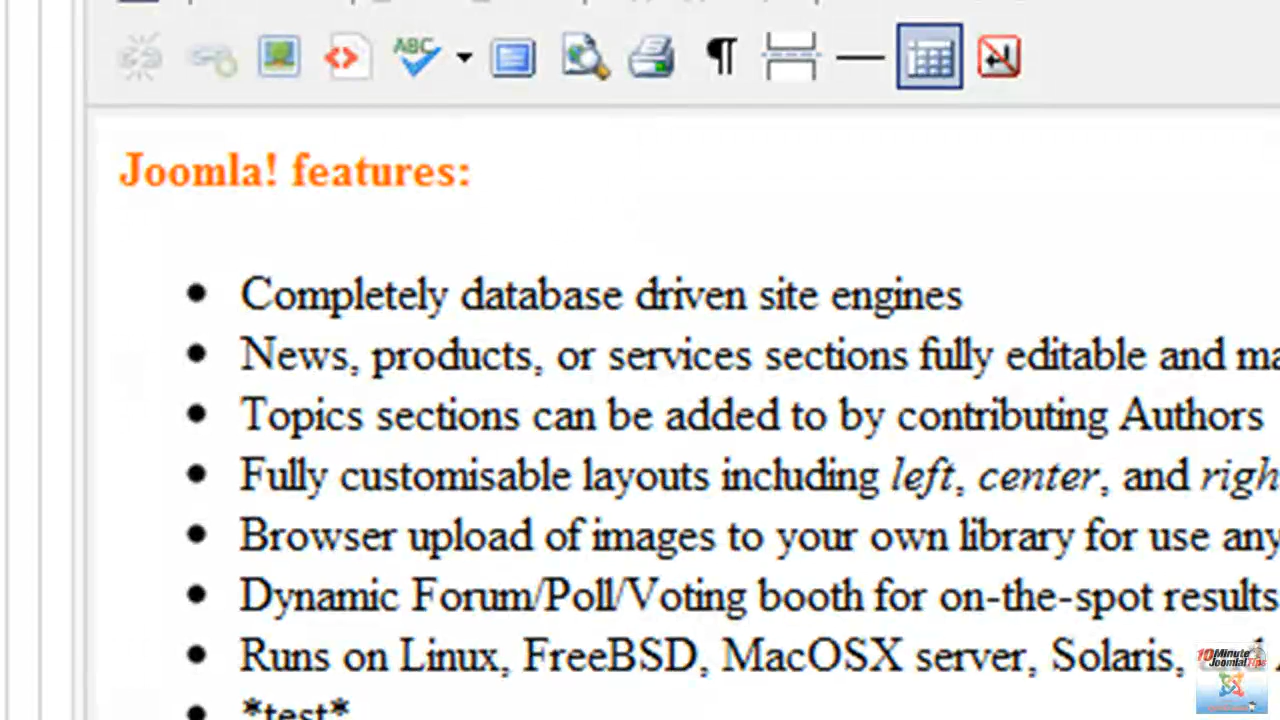 ABC
Joomla! features:
Completely database driven site engines
News, products, or services sections fully editable and ma
Topics sections can be added to by contributing Authors
Fully customisable layouts including left, center, and righ
Browser upload of images to your own library for use any
Dynamic Forum/Poll/Voting booth for on-the-spot results
Runs on Linux, FreeBSD, MacOSX server, Solaris,
*test*
10 Minute
Joomla! Tips